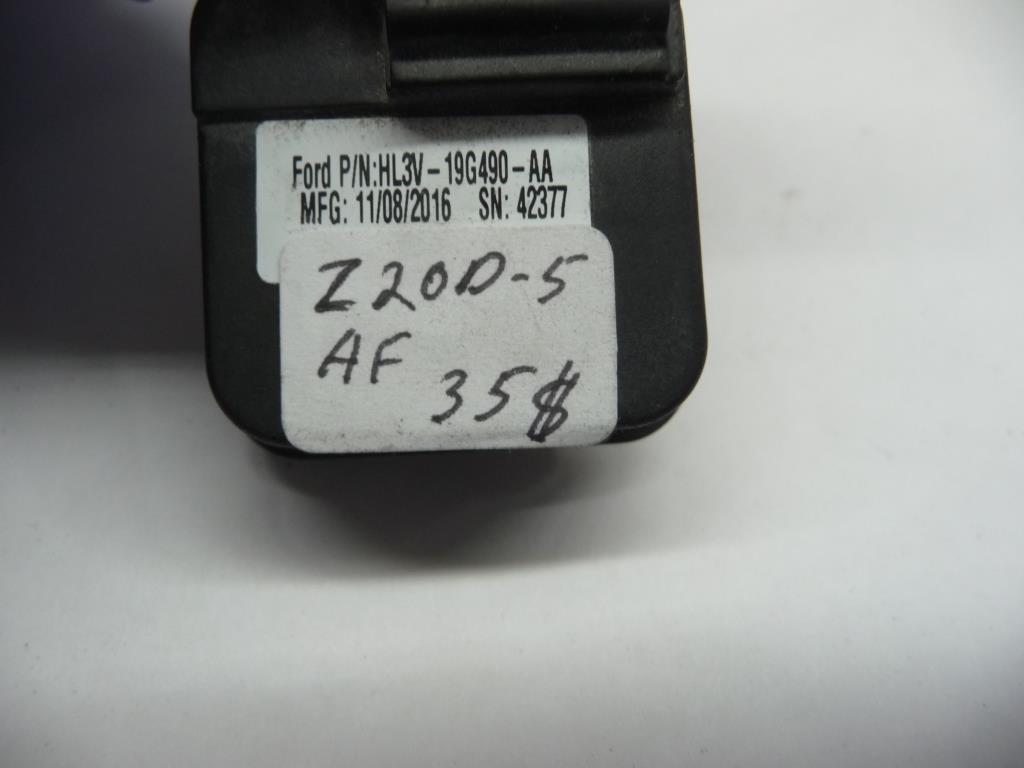 Ford P/N:HL3V-19G490-AA
MFG: 11/08/2016 SN: 42377
Z20D-5
AF
35$